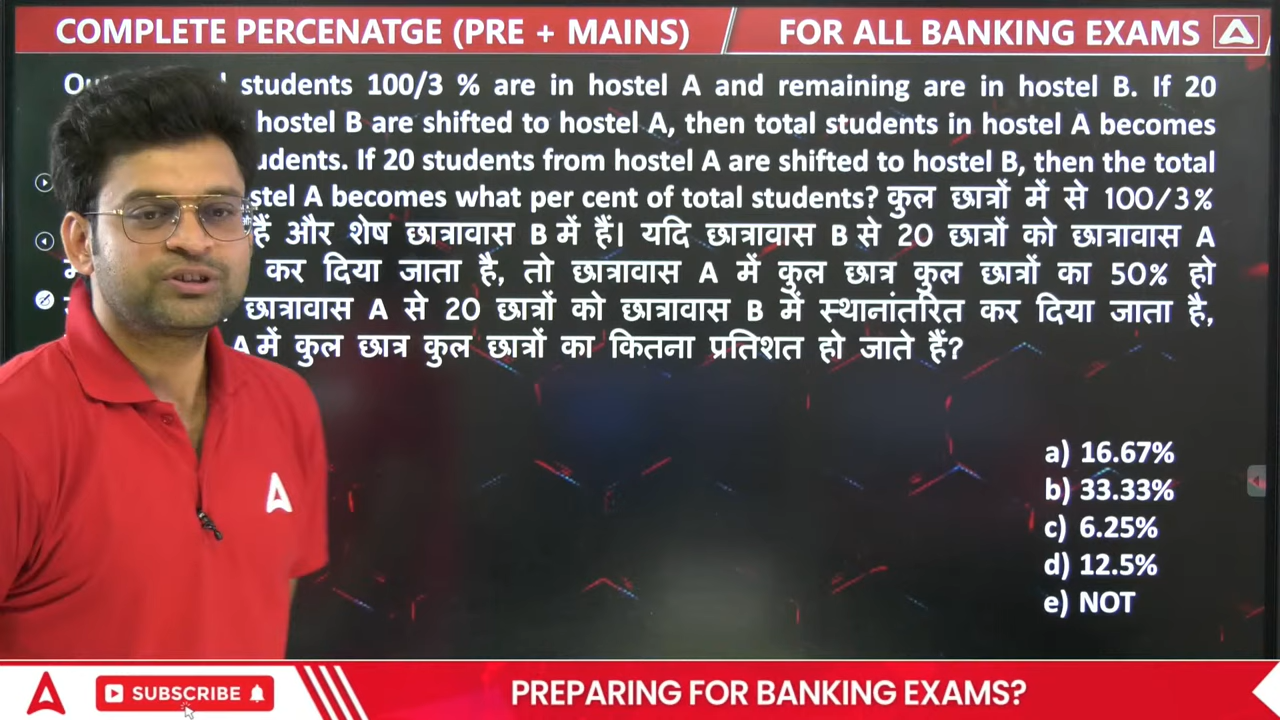 COMPLETE PERCENATGE (PRE + MAINS) FOR ALL BANKING EXAMS
students 100/3 % are in hostel A and remaining are in hostel B. If 20
hostel B are shifted to hostel A, then total students in hostel A becomes
If 20 students from hostel A are shifted to hostel B, then the total
A becomes what per cent of total students? कुल छात्रों में से 100/3%
हैं और शेष छात्रावास B में हैं। यदि छात्रावास B से 20 छात्रों को छात्रावास A
कर दिया जाता है, तो छात्रावास A में कुल छात्र कुल छात्रों का 50% हो
छात्रावास A से 20 छात्रों को छात्रावास B में स्थानांतरित कर दिया जाता है,
A में कुल छात्र कुल छात्रों का कितना प्रतिशत हो जाते हैं?
a) 16.67%
b) 33.33%
c) 6.25%
d) 12.5%
e) NOT
SUBSCRIBE
PREPARING FOR BANKING EXAMS?